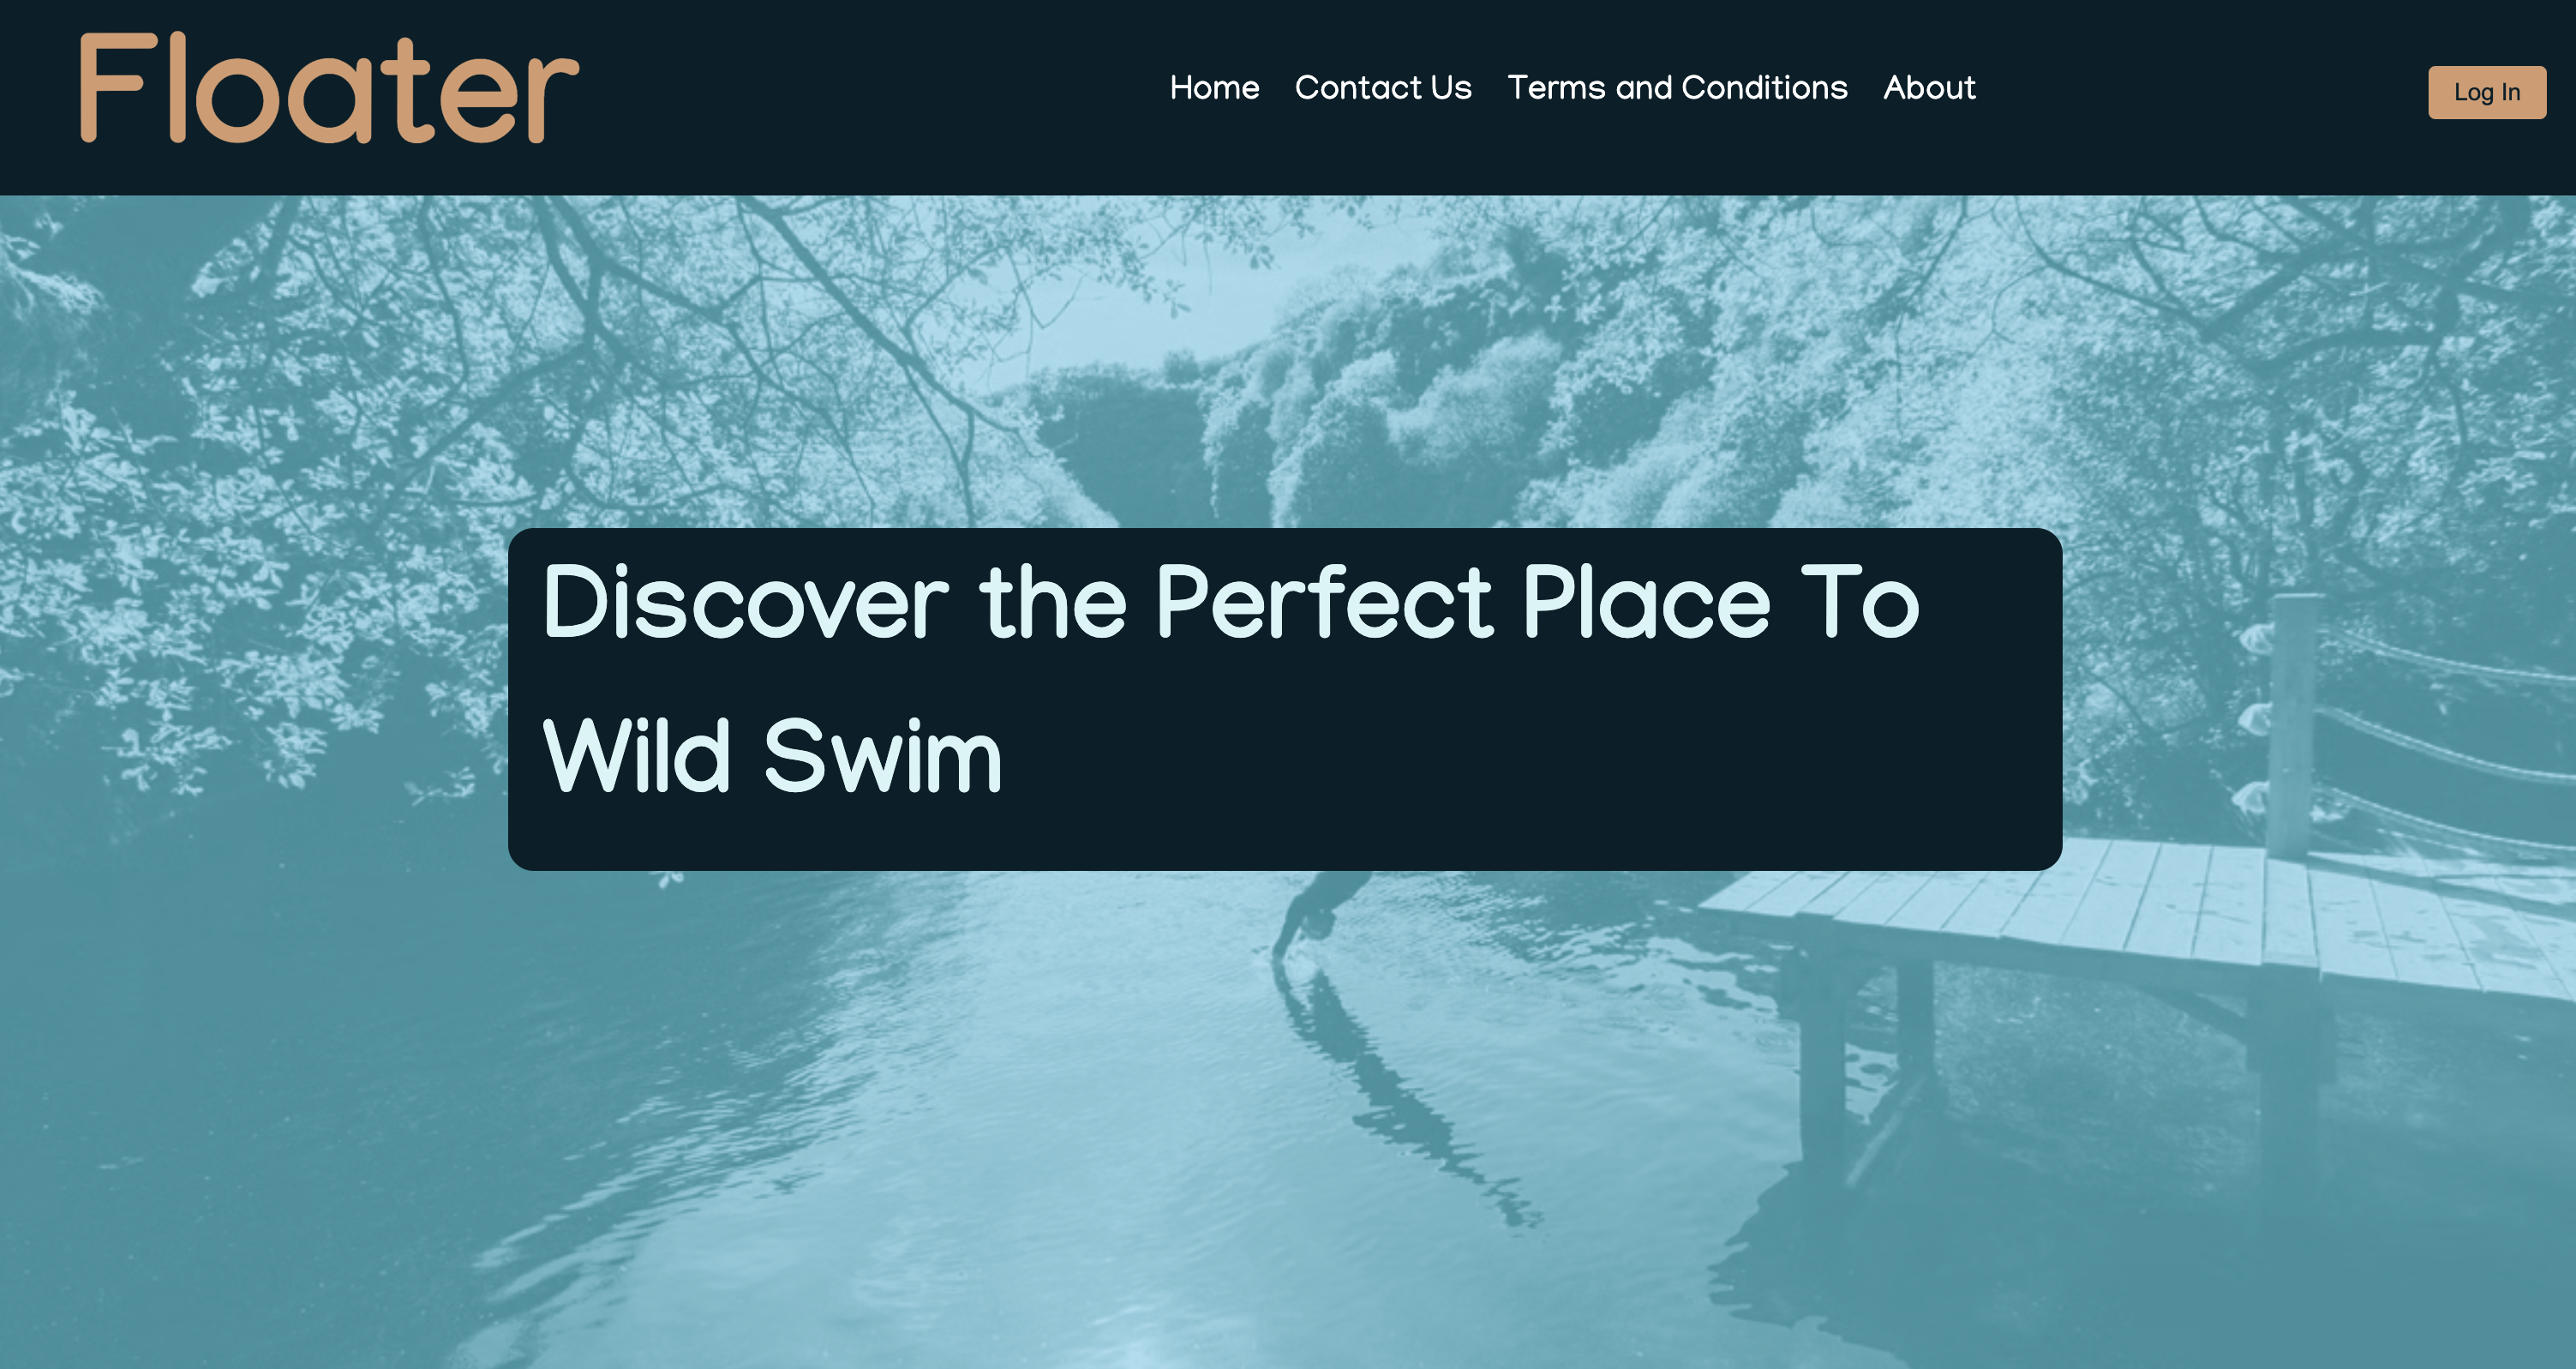 Floater
Home Contact Us Terms and Conditions About
Log In
Discover the Perfect Place To
Wild Swim